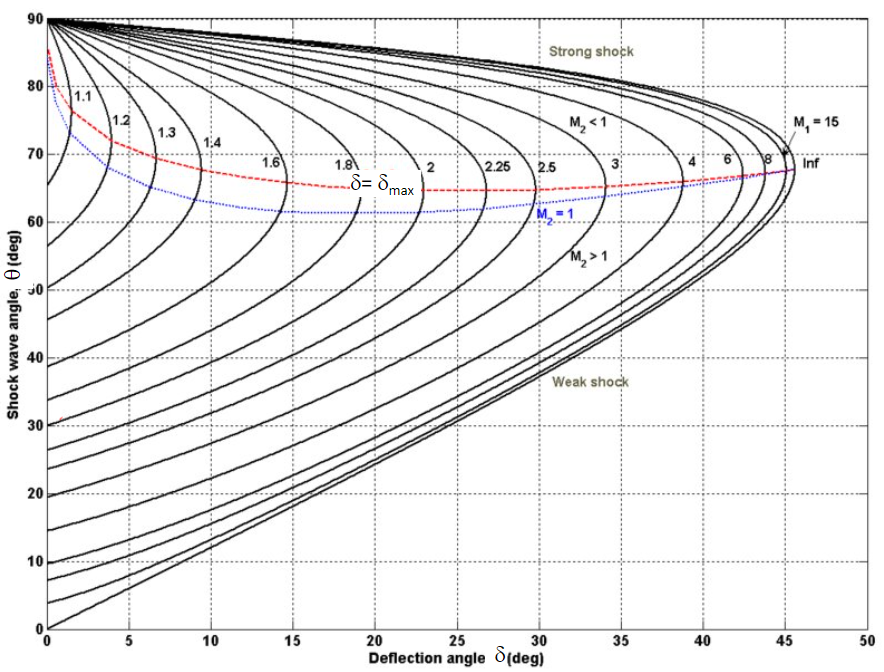 90
80
70
60
50
40
30
20
10
0
Shock wave angle, θ (deg)
Strong shock
1.1
1.2
1.3
1.4
1.6
1.8
2
2.25
2.5
3
4
6
8
M2 < 1
M1 = 15
Inf
δ= δmax
M2 = 1
M2 > 1
Weak shock
0 5 10 15 20 25 30 35 40 45 50
Deflection angle δ(deg)